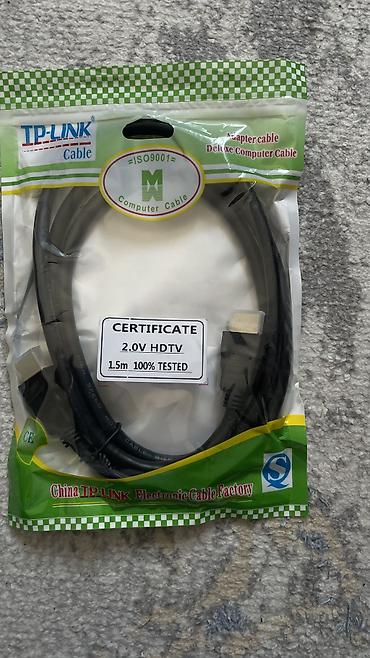 TP-LINK®
Cable
Adapter cable
Deluxe Computer Cable
=ISO9001=
Computer Cable
CERTIFICATE
2.0V HDTV
1.5m 100% TESTED
CE
China TP-LINK Electronic Cable Factory